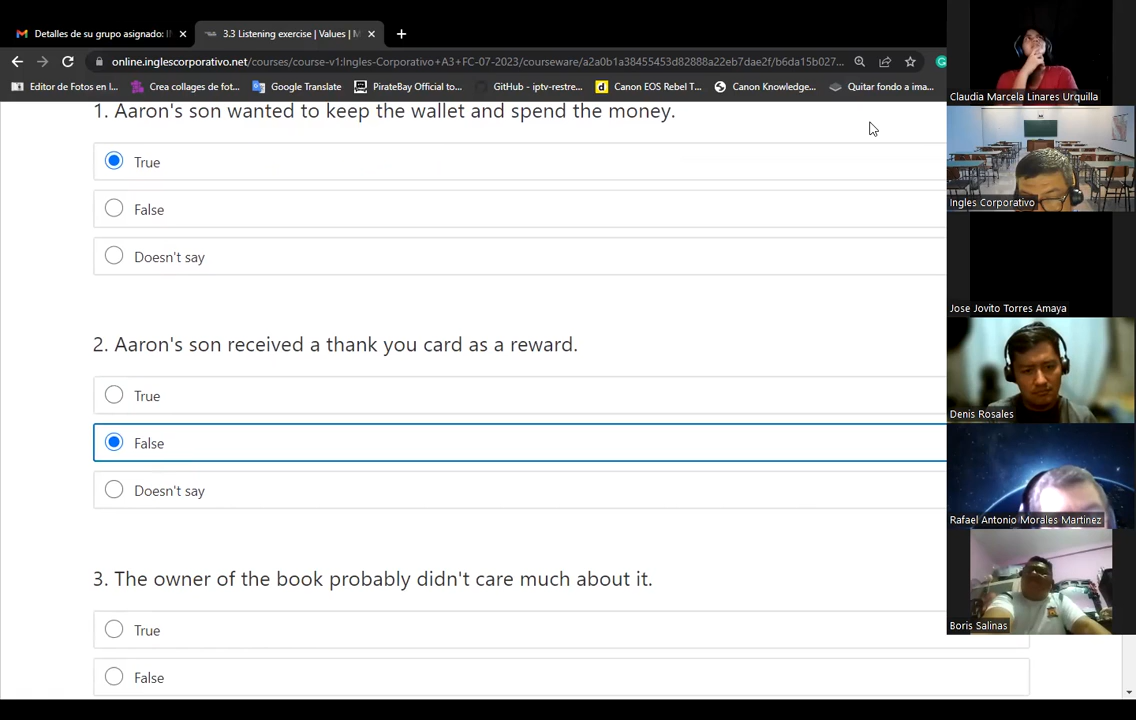 Detalles de su grupo asignado: II
3.3 Listening exercise | Values | M
online.inglescorporativo.net/courses/course-v1:Ingles-Corporativo+A3+FC-07-2023/courseware/a2a0b1a38455453d82888a22eb7dae2f/b6da15b027...
Editor de Fotos en l...
Crea collages de fot...
Google Translate
PirateBay Official to...
GitHub - iptv-restre...
Canon EOS Rebel T...
Canon Knowledge...
Quitar fondo a ima...
1. Aaron's son wanted to keep the wallet and spend the money.
True
False
Doesn't say
2. Aaron's son received a thank you card as a reward.
True
False
Doesn't say
3. The owner of the book probably didn't care much about it.
True
False
Claudia Marcela Linares Urquilla
Ingles Corporativo
Jose Jovito Torres Amaya
Denis Rosales
Rafael Antonio Morales Martinez
Boris Salinas